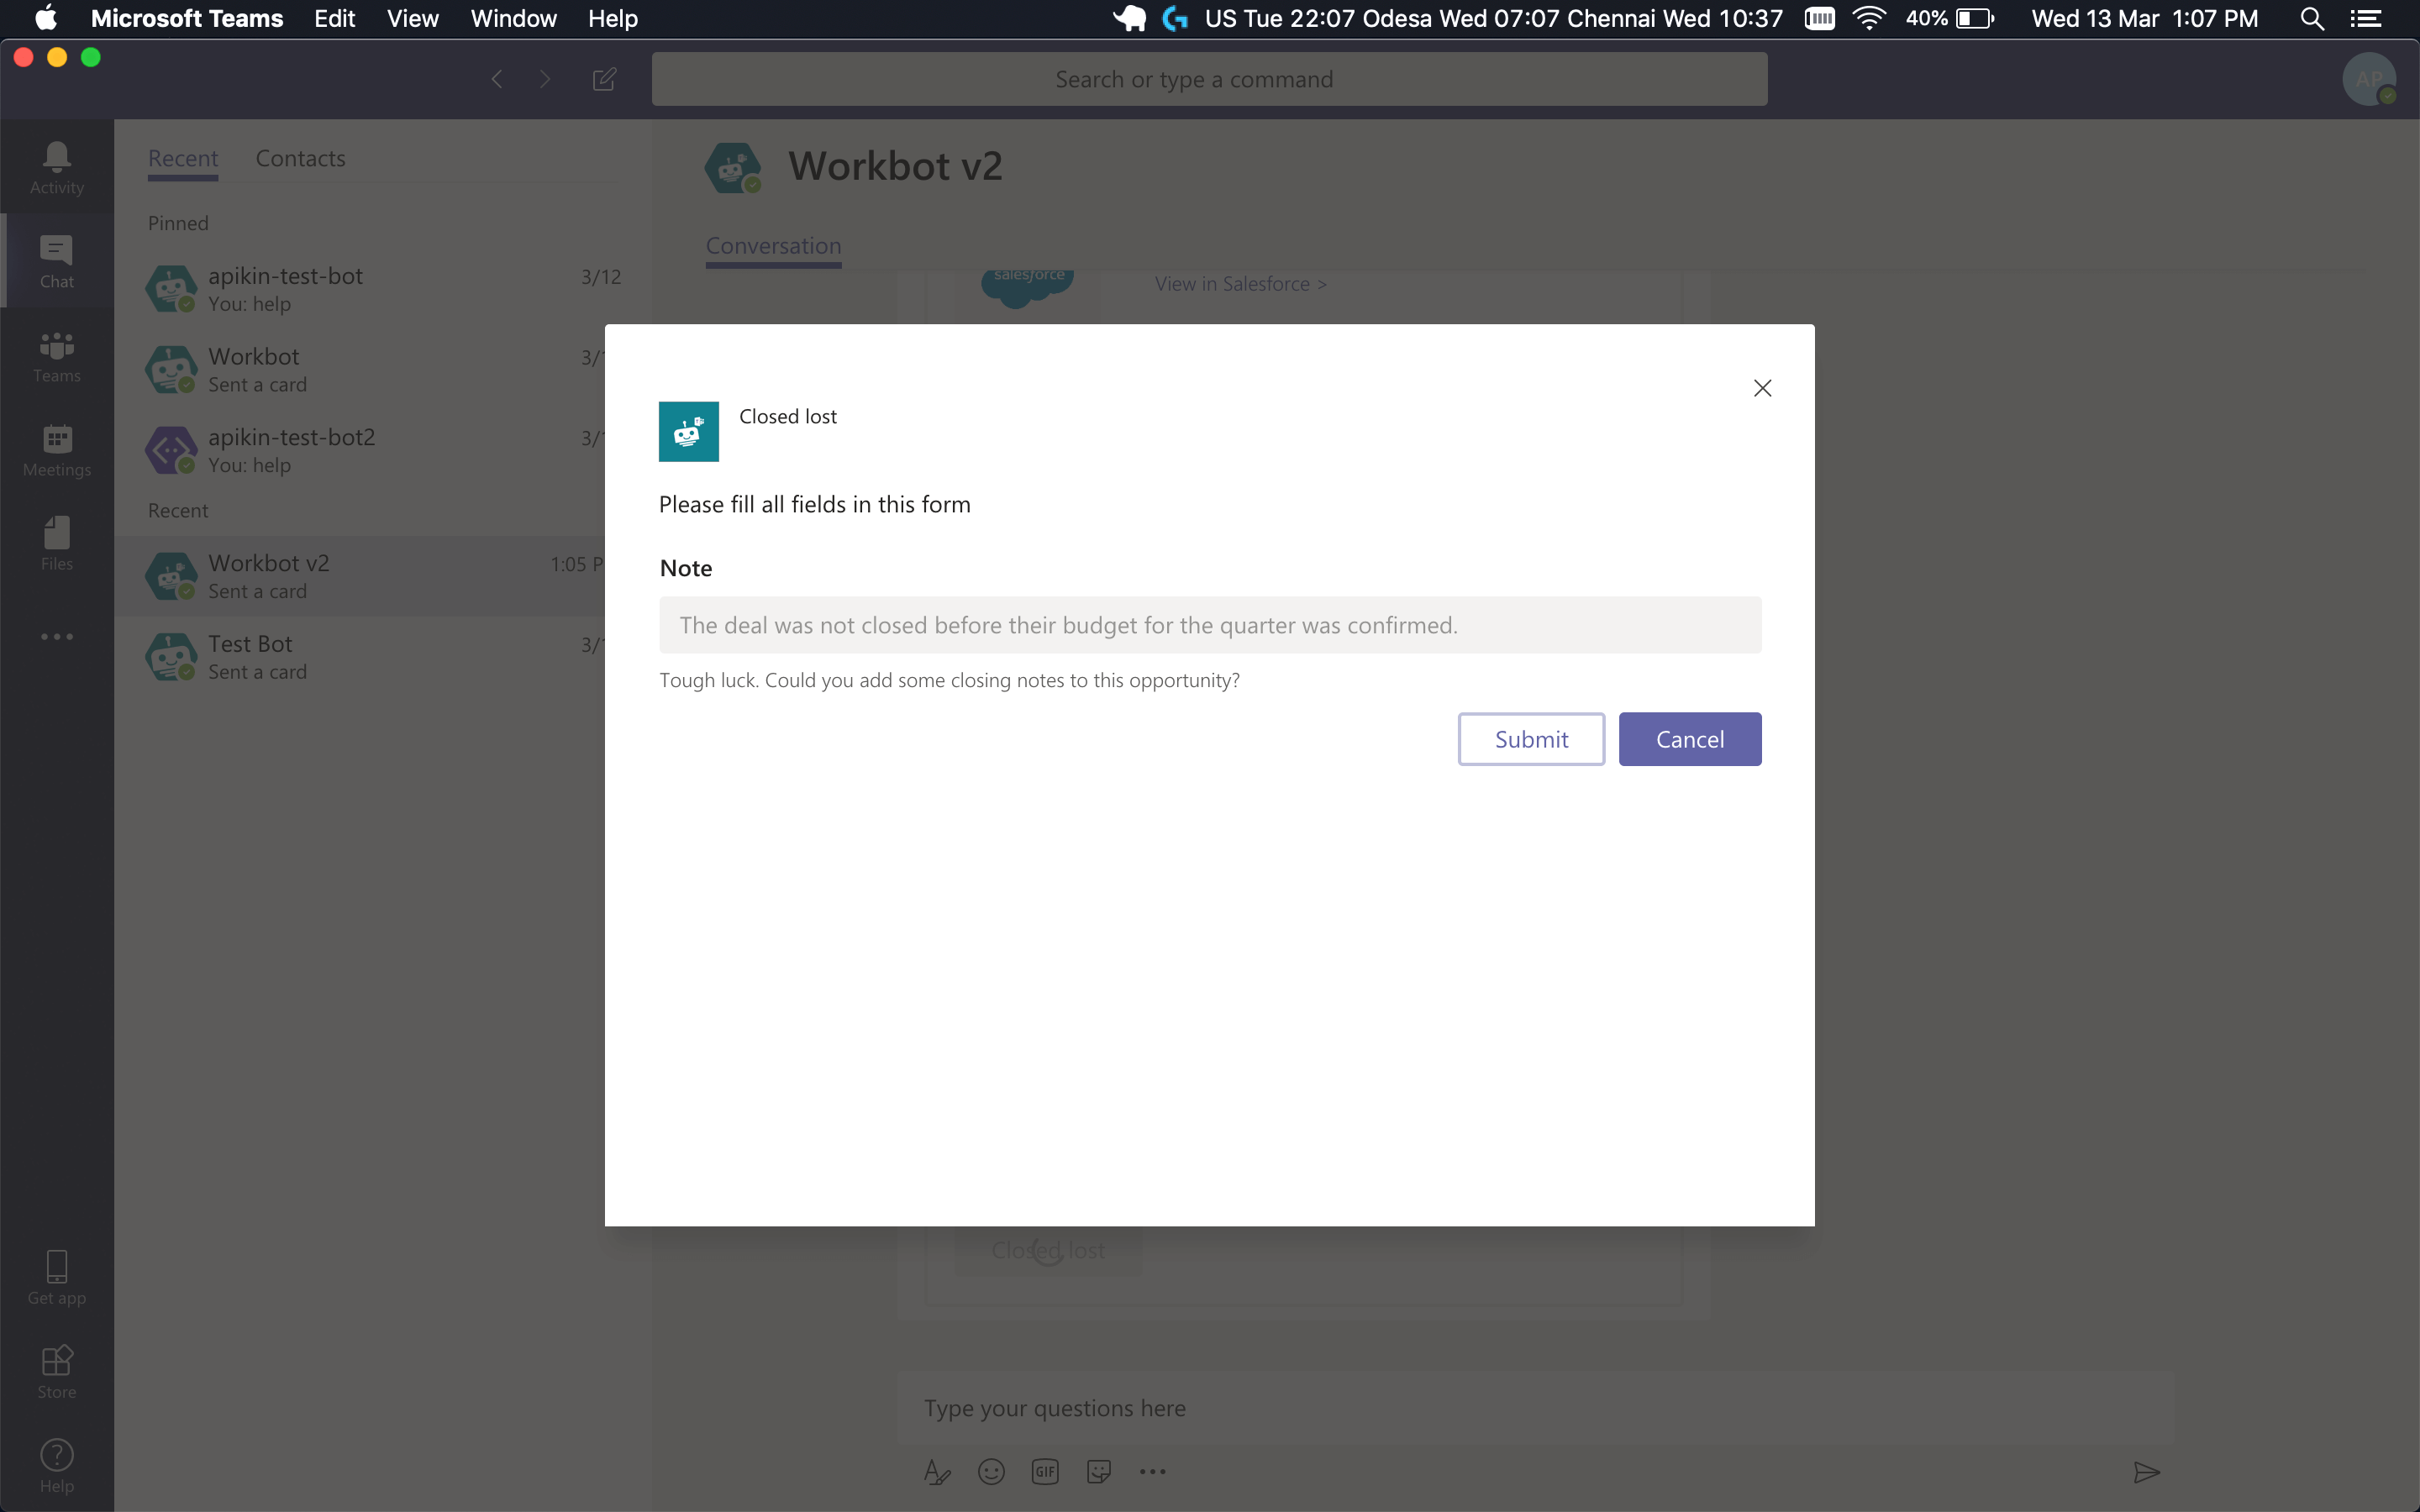 Microsoft Teams Edit View Window Help US Tue 22:07 Odesa Wed 07:07 Chennai Wed 10:37 40% Wed 13 Mar 1:07 PM
Search or type a command
AP
Activity
Chat
Teams
Meetings
Files
Get app
Store
Help
Recent Contacts
Pinned
apikin-test-bot 3/12
You: help
Workbot 3/
Sent a card
apikin-test-bot2 3/
You: help
Recent
Workbot v2 1:05 P
Sent a card
Test Bot 3/
Sent a card
Workbot v2
Conversation
salesforce
View in Salesforce >
Closed lost
Please fill all fields in this form
Note
The deal was not closed before their budget for the quarter was confirmed.
Tough luck. Could you add some closing notes to this opportunity?
Submit Cancel
Closed lost
Type your questions here
GIF